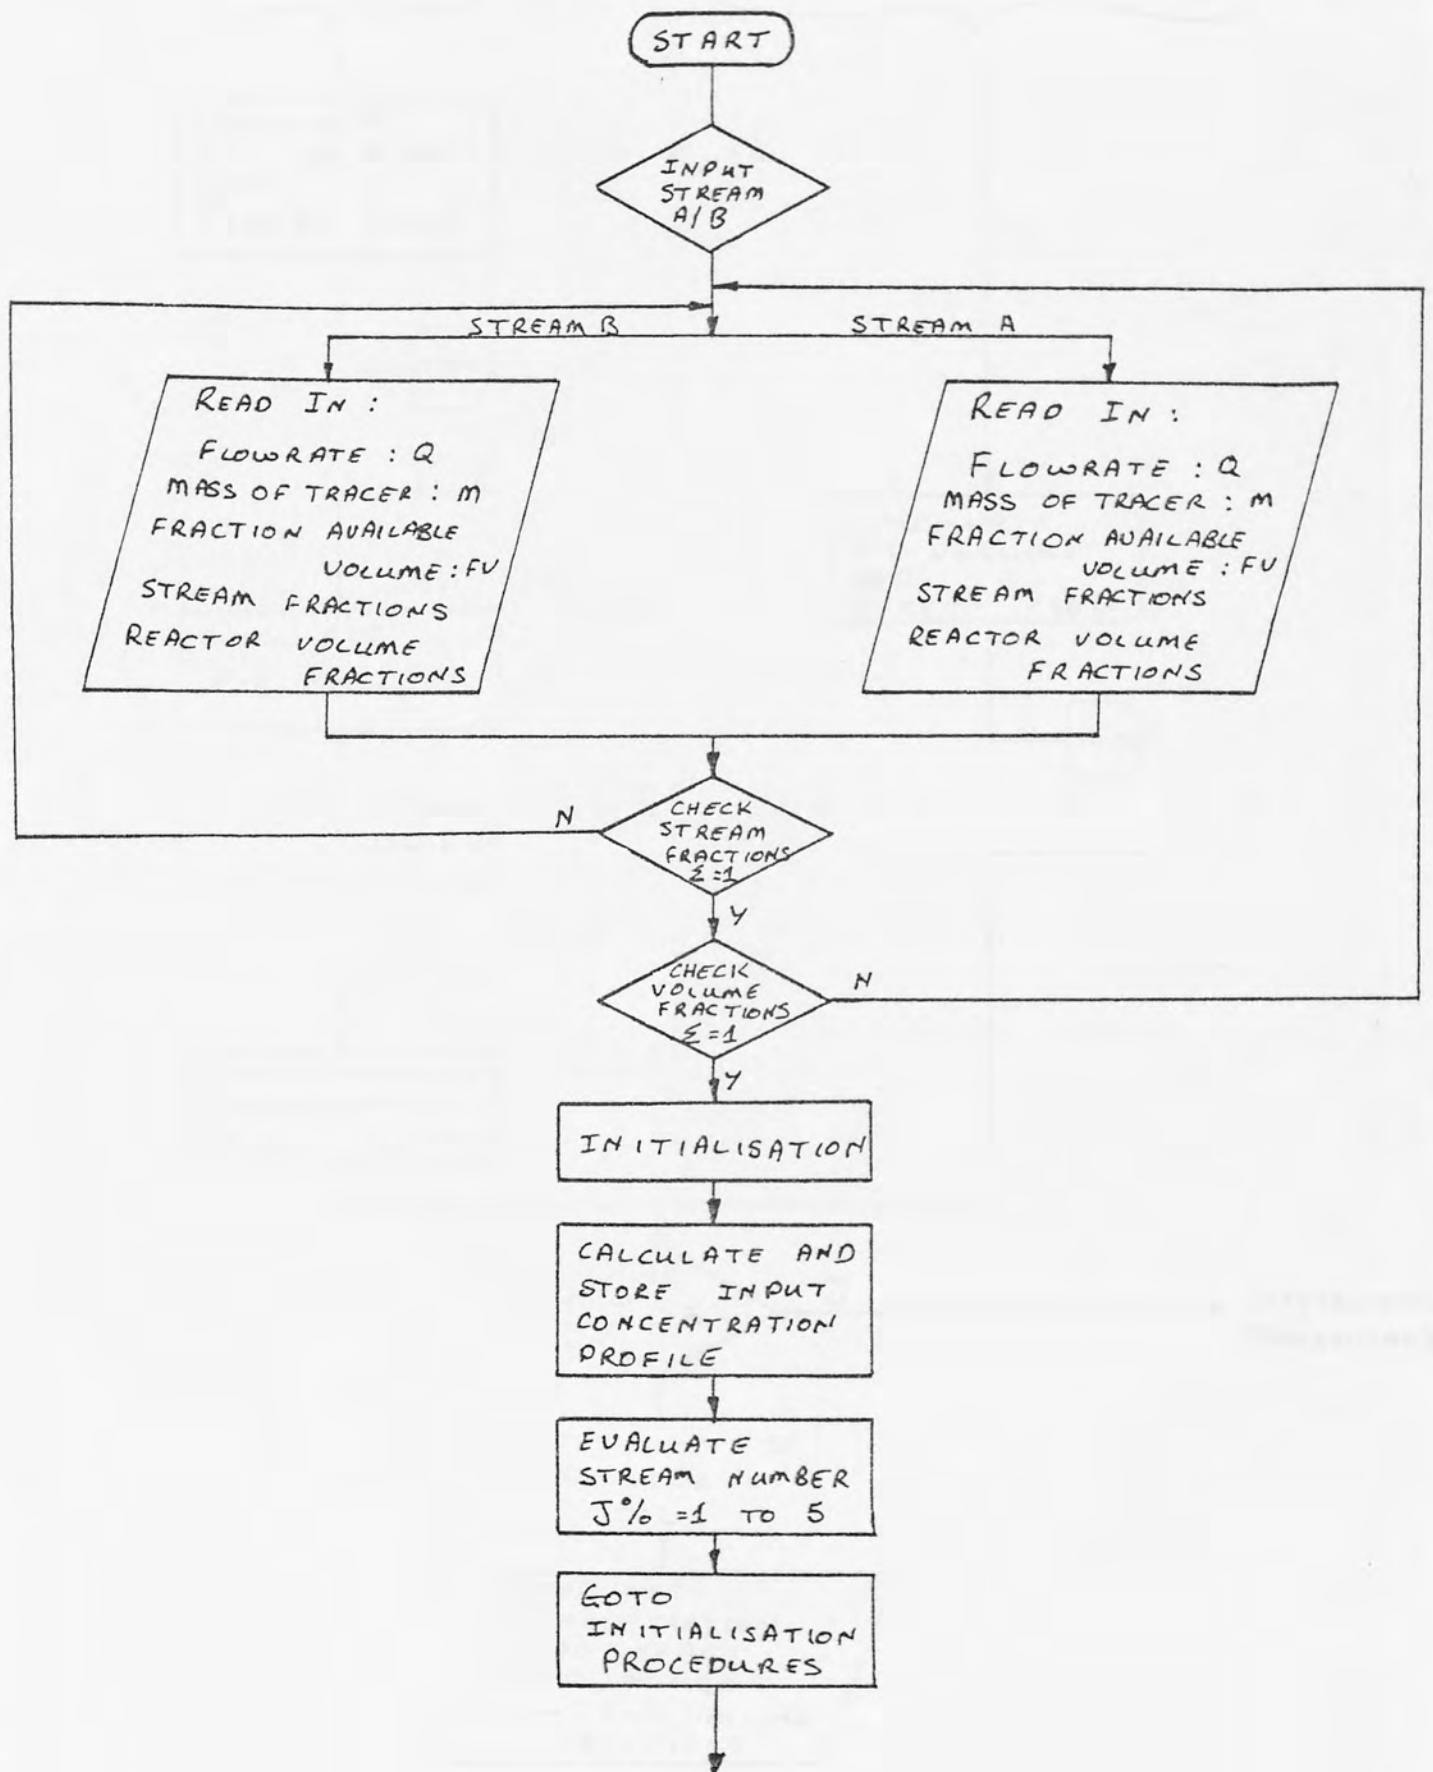 START
INPUT
STREAM
A/B
STREAM B
STREAM A
READ IN :
FLOWRATE : Q
MASS OF TRACER : M
FRACTION AVAILABLE
VOLUME : FV
STREAM FRACTIONS
REACTOR VOLUME
FRACTIONS
READ IN :
FLOWRATE : Q
MASS OF TRACER : M
FRACTION AVAILABLE
VOLUME : FV
STREAM FRACTIONS
REACTOR VOLUME
FRACTIONS
N
CHECK
STREAM
FRACTIONS
Σ=1
Y
CHECK
VOLUME
FRACTIONS
Σ=1
N
Y
INITIALISATION
CALCULATE AND
STORE INPUT
CONCENTRATION
PROFILE
EVALUATE
STREAM NUMBER
J% =1 TO 5
GOTO
INITIALISATION
PROCEDURES